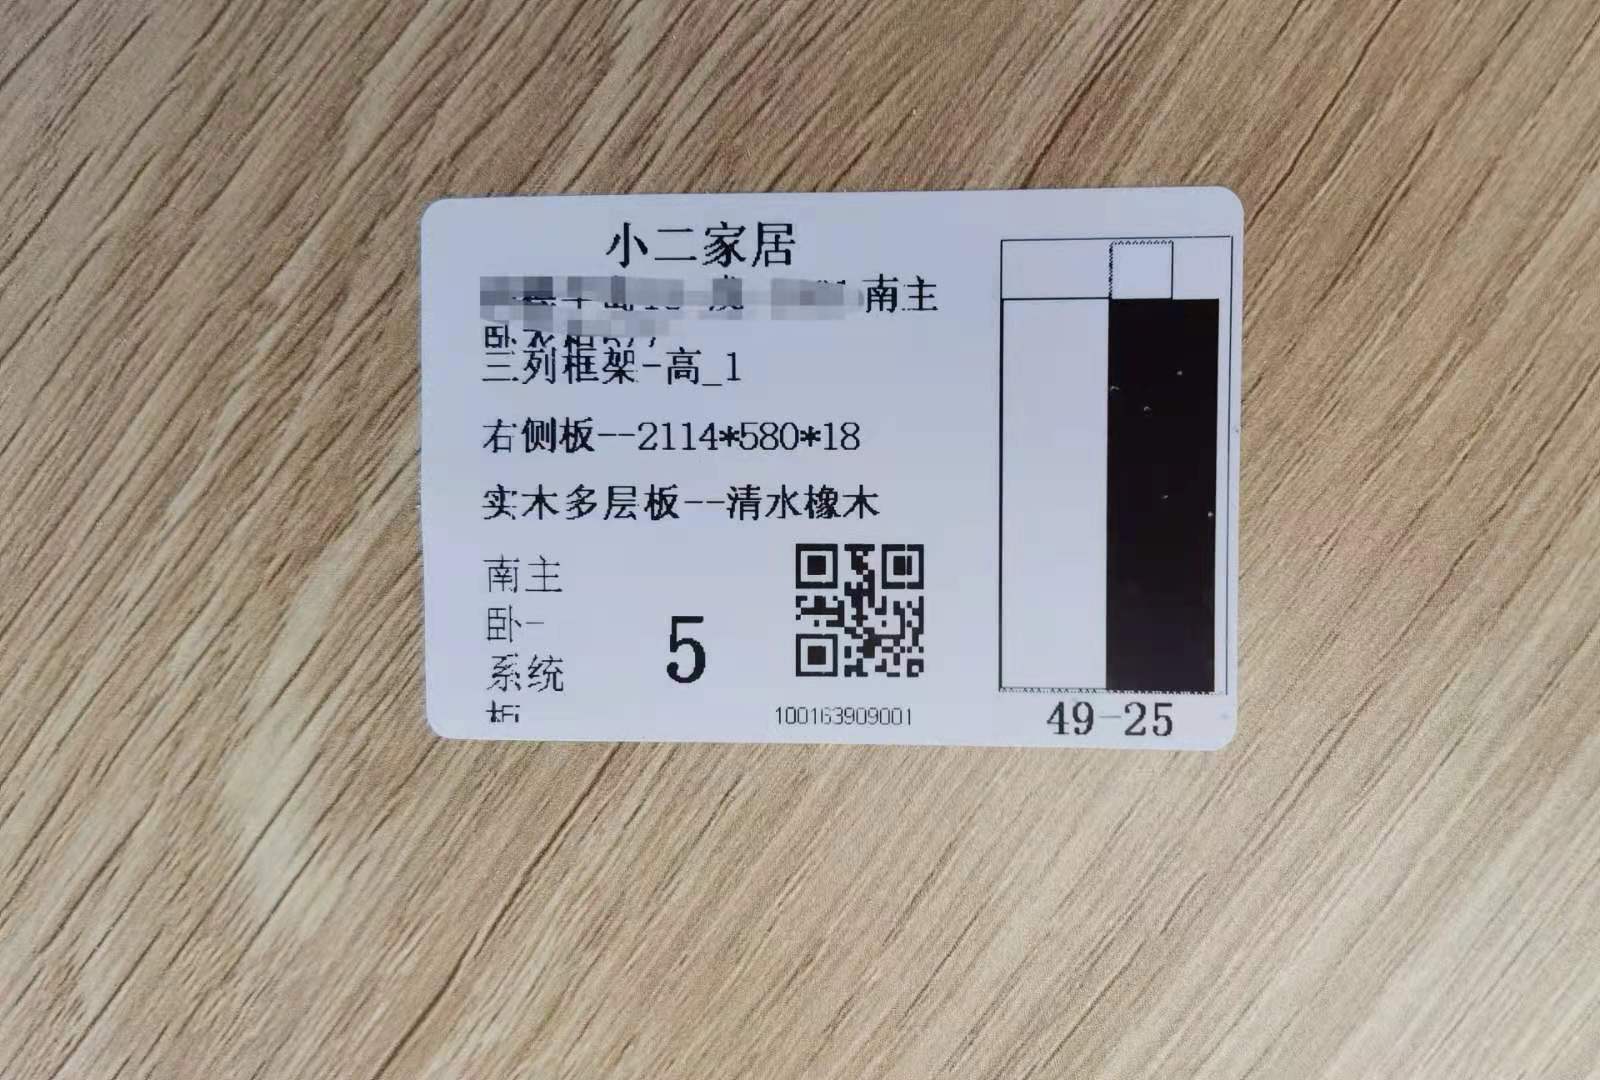 小二家居
南主
三列框架-高_1
右侧板--2114*580*18
实木多层板--清水橡木
南主
卧-
系统
板
5
100163909001
49-25